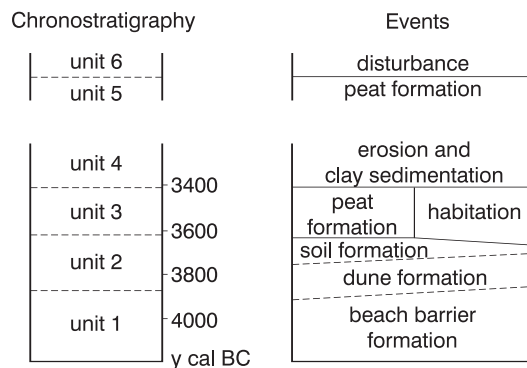 Chronostratigraphy
Events
unit 6
unit 5
disturbance
peat formation
unit 4
unit 3
unit 2
unit 1
3400
3600
3800
4000
y cal BC
erosion and
clay sedimentation
peat
formation
habitation
soil formation
dune formation
beach barrier
formation